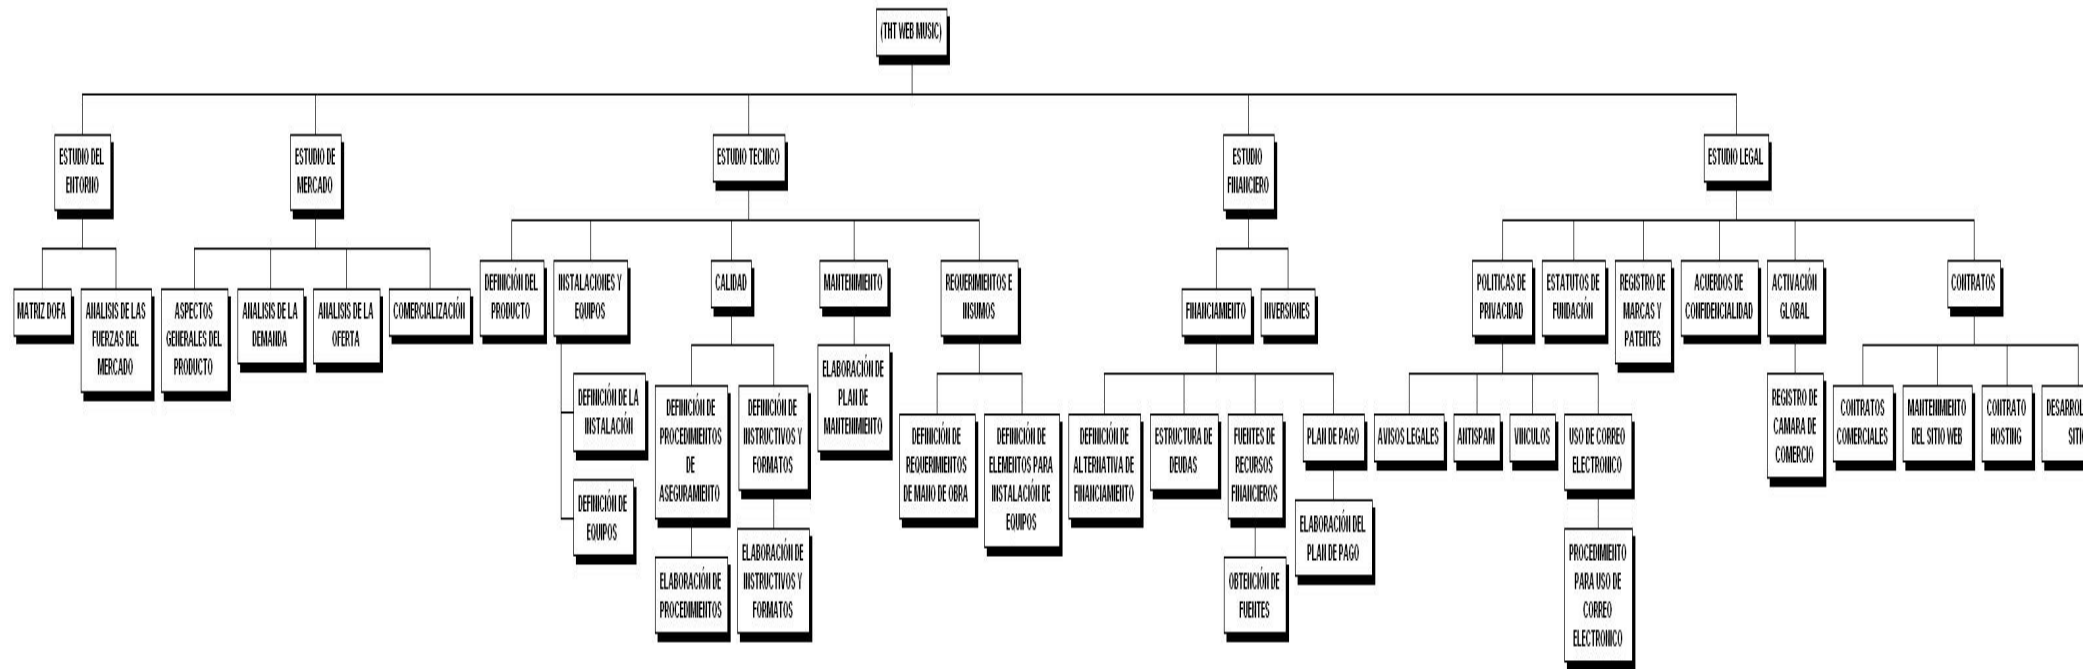 (THT WEB MUSIC)
ESTUDIO DEL
ENTORNO
ESTUDIO DE
MERCADO
ESTUDIO TECNICO
ESTUDIO
FINANCIERO
ESTUDIO LEGAL
MATRIZ DOFA
ANALISIS DE LAS
FUERZAS DEL
MERCADO
ASPECTOS
GENERALES DEL
PRODUCTO
ANALISIS DE LA
DEMANDA
ANALISIS DE LA
OFERTA
COMERCIALIZACIÓN
DEFINICIÓN DEL
PRODUCTO
INSTALACIONES Y
EQUIPOS
DEFINICIÓN DE LA
INSTALACIÓN
DEFINICIÓN DE
EQUIPOS
CALIDAD
DEFINICIÓN DE
PROCEDIMIENTOS
DE
ASEGURAMIENTO
ELABORACIÓN DE
PROCEDIMIENTOS
DEFINICIÓN DE
INSTRUCTIVOS Y
FORMATOS
ELABORACIÓN DE
INSTRUCTIVOS Y
FORMATOS
MANTENIMIENTO
ELABORACIÓN DE
PLAN DE
MANTENIMIENTO
REQUERIMIENTOS E
INSUMOS
DEFINICIÓN DE
REQUERIMIENTOS
DE MANO DE OBRA
DEFINICIÓN DE
ELEMENTOS PARA
INSTALACIÓN DE
EQUIPOS
FINANCIAMIENTO
INVERSIONES
DEFINICIÓN DE
ALTERNATIVA DE
FINANCIAMIENTO
ESTRUCTURA DE
DEUDAS
FUENTES DE
RECURSOS
FINANCIEROS
OBTENCIÓN DE
FUENTES
PLAN DE PAGO
ELABORACIÓN DEL
PLAN DE PAGO
POLITICAS DE
PRIVACIDAD
AVISOS LEGALES
ANTISPAM
VINCULOS
USO DE CORREO
ELECTRONICO
PROCEDIMIENTO
PARA USO DE
CORREO
ELECTRONICO
ESTATUTOS DE
FUNDACIÓN
REGISTRO DE
MARCAS Y
PATENTES
ACUERDOS DE
CONFIDENCIALIDAD
ACTIVACIÓN
GLOBAL
REGISTRO DE
CAMARA DE
COMERCIO
CONTRATOS
CONTRATOS
COMERCIALES
MANTENIMIENTO
DEL SITIO WEB
CONTRATO
HOSTING
DESARROL
SITI